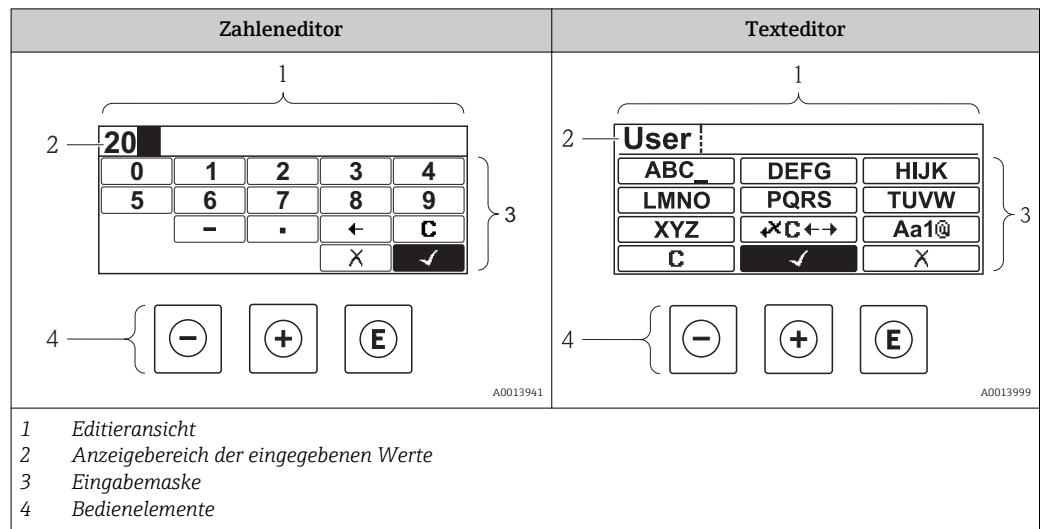 Zahleneditor Texteditor
1 1
2 20 2 User
0 1 2 3 4 ABC_ DEFG HIJK
5 6 7 8 9 LMNO PQRS TUVW
3 3
- . ← C XYZ C←→ Aa1@
X ✓ C ✓ X
4 - + E 4 - + E
A0013941 A0013999
1 Editieransicht
2 Anzeigebereich der eingegebenen Werte
3 Eingabemaske
4 Bedienelemente